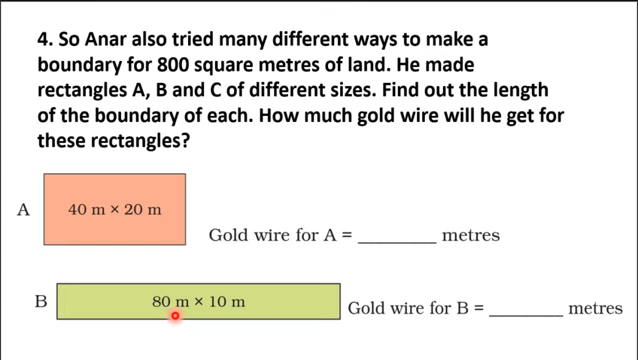 4. So Anar also tried many different ways to make a
boundary for 800 square metres of land. He made
rectangles A, B and C of different sizes. Find out the length
of the boundary of each. How much gold wire will he get for
these rectangles?
A
40 m × 20 m
Gold wire for A = ________ metres
B
80 m × 10 m
Gold wire for B = ________ metres